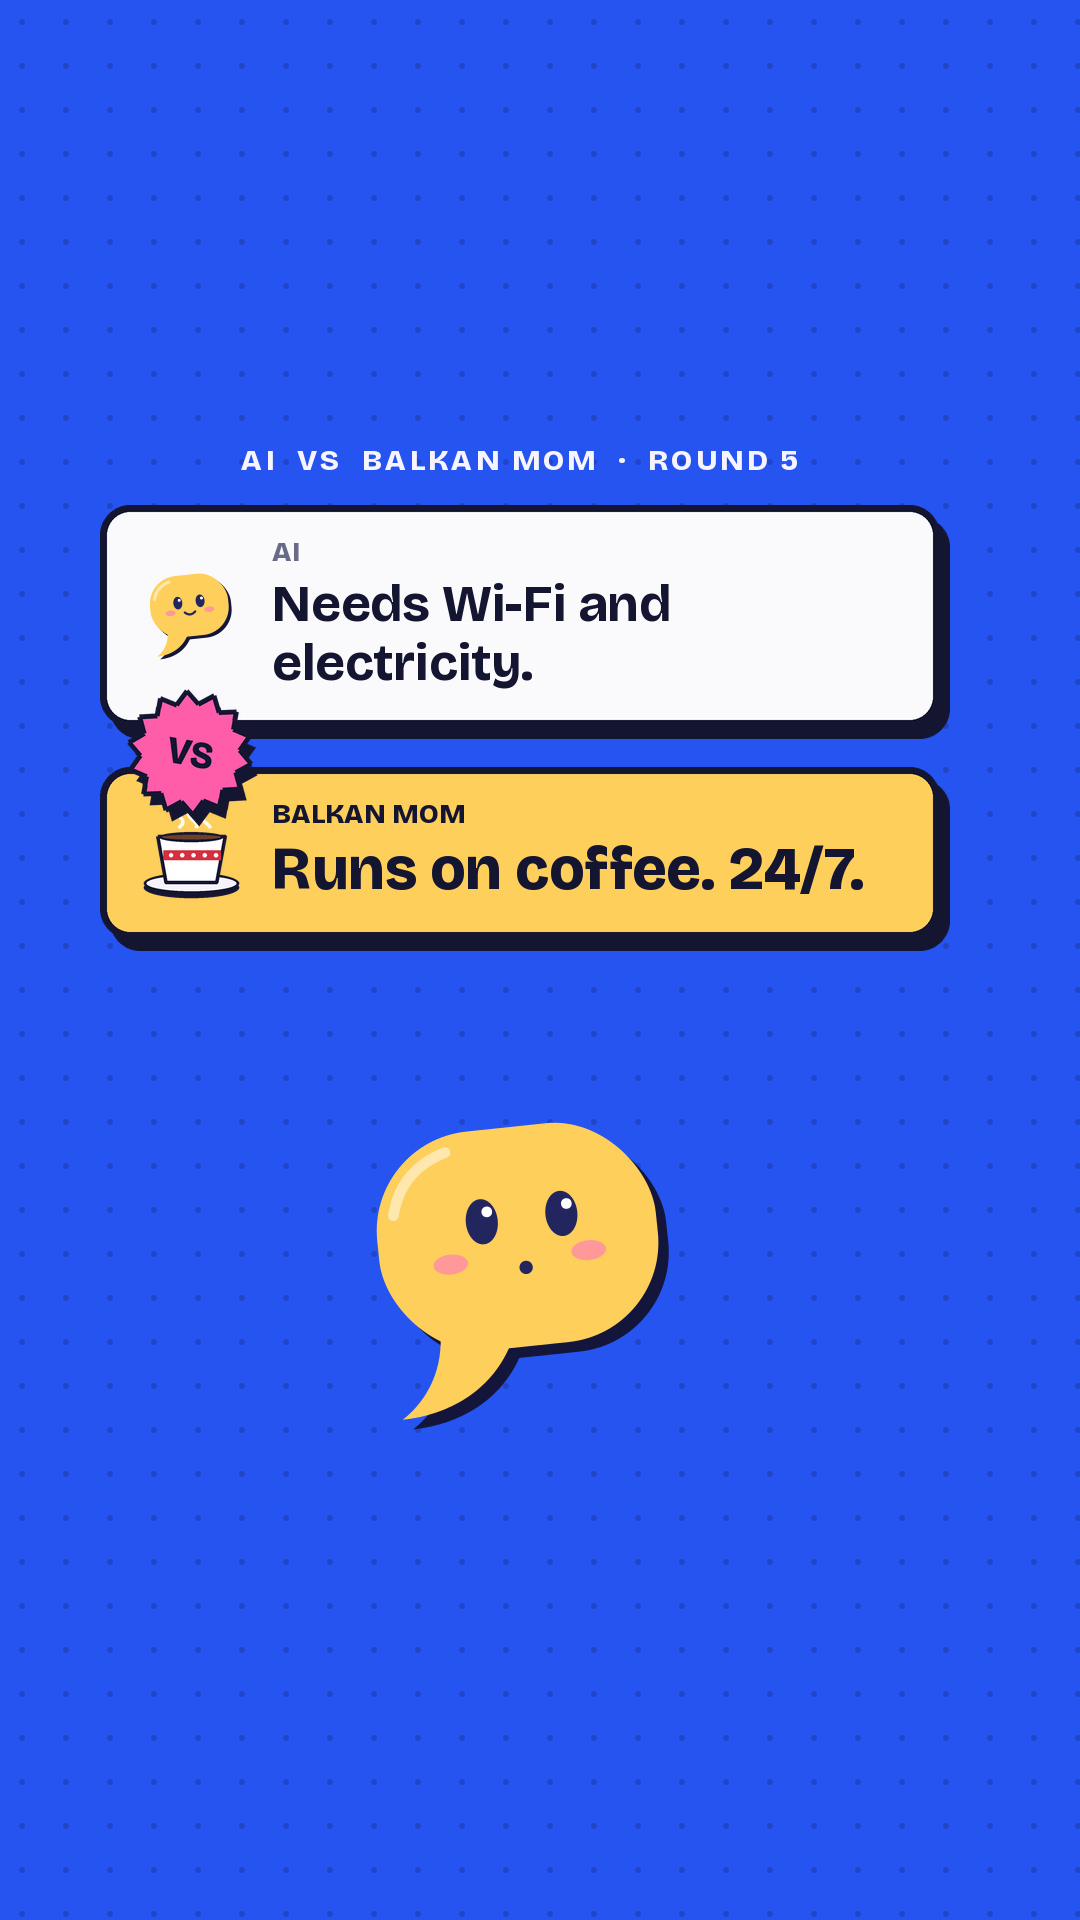 AI VS BALKAN MOM · ROUND 5
AI
Needs Wi-Fi and
electricity.
VS
BALKAN MOM
Runs on coffee. 24/7.